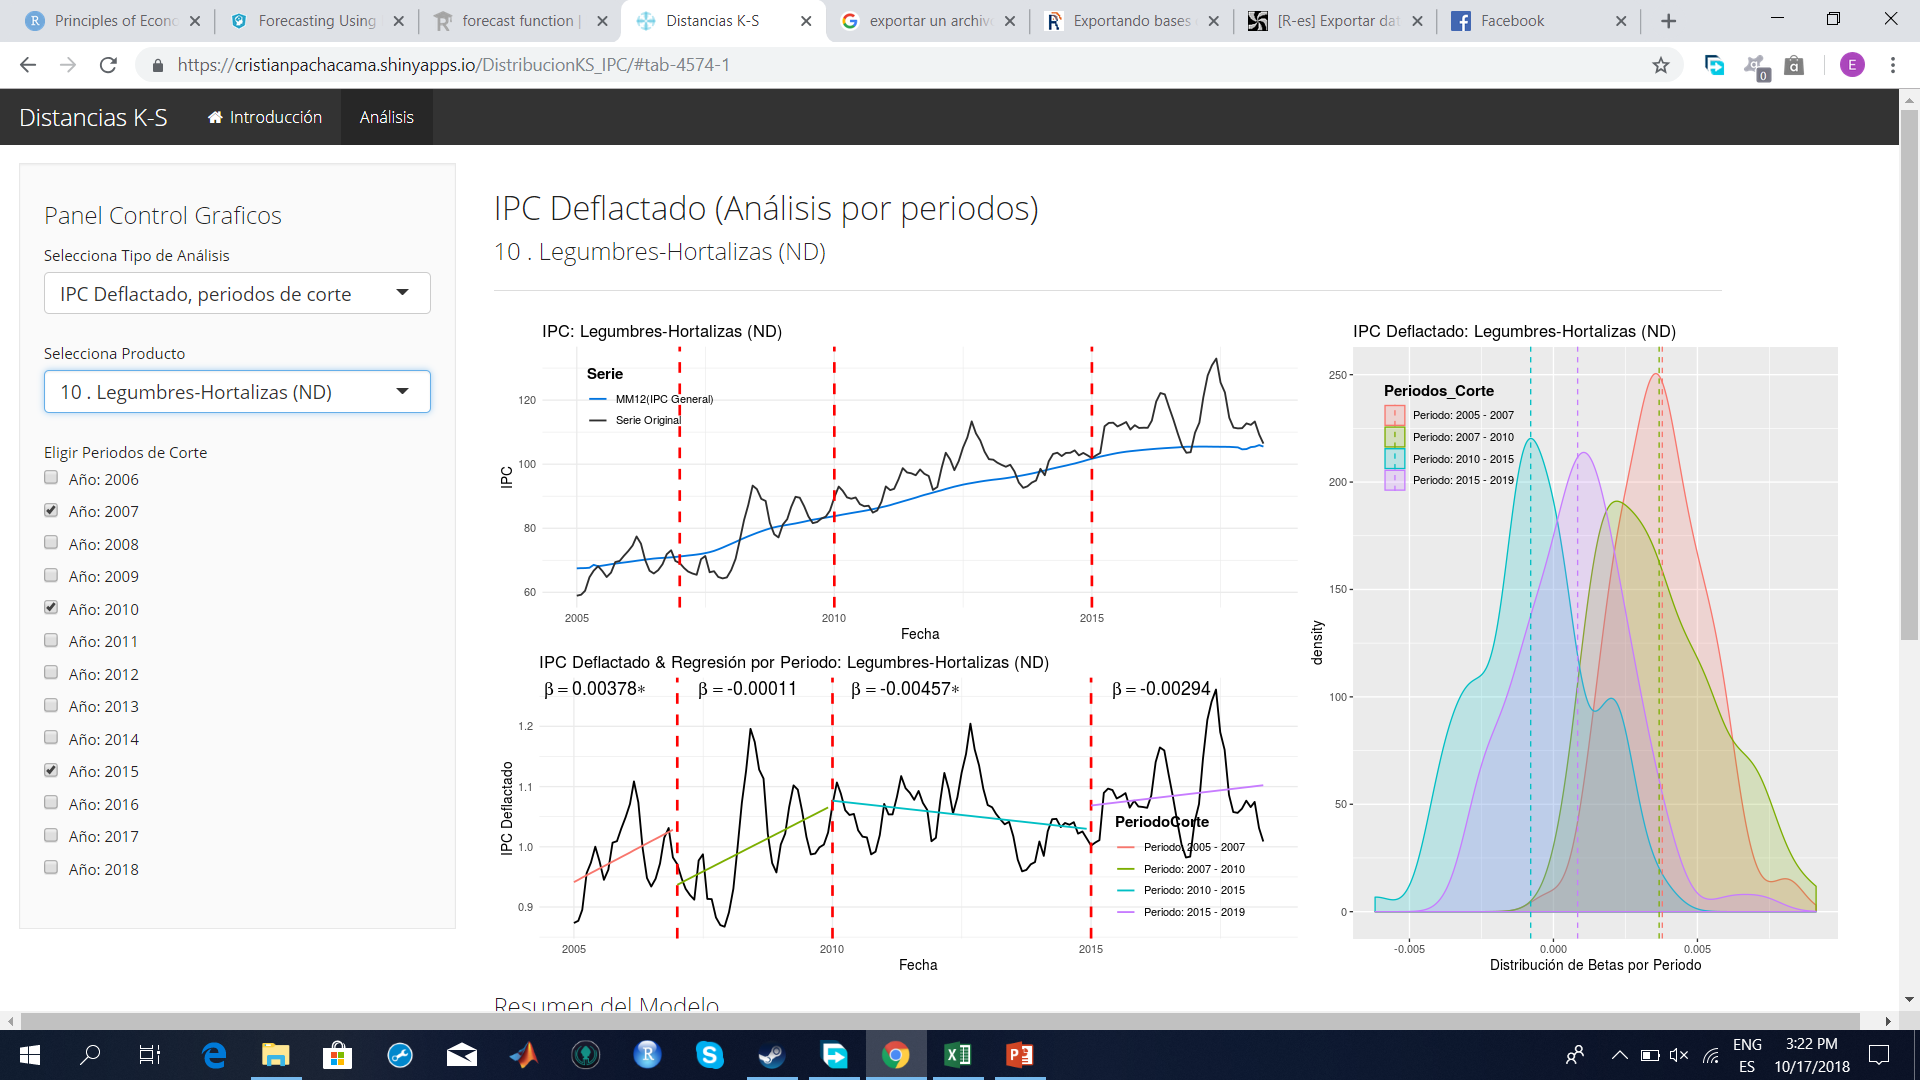 Principles of Econo
Forecasting Using
forecast function |
Distancias K-S
exportar un archivo
Exportando bases
[R-es] Exportar dat
Facebook
https://cristianpachacama.shinyapps.io/DistribucionKS_IPC/#tab-4574-1
0
E
Distancias K-S
Introducción
Análisis
Panel Control Graficos
Selecciona Tipo de Análisis
IPC Deflactado, periodos de corte
Selecciona Producto
10 . Legumbres-Hortalizas (ND)
Eligir Periodos de Corte
Año: 2006
Año: 2007
Año: 2008
Año: 2009
Año: 2010
Año: 2011
Año: 2012
Año: 2013
Año: 2014
Año: 2015
Año: 2016
Año: 2017
Año: 2018
IPC Deflactado (Análisis por periodos)
10 . Legumbres-Hortalizas (ND)
IPC: Legumbres-Hortalizas (ND)
Serie
MM12(IPC General)
Serie Original
IPC
120
100
80
60
2005
2010
2015
Fecha
IPC Deflactado & Regresión por Periodo: Legumbres-Hortalizas (ND)
β = 0.00378*
β = -0.00011
β = -0.00457*
β = -0.00294
IPC Deflactado
1.2
1.1
1.0
0.9
PeriodoCorte
Periodo: 2005 - 2007
Periodo: 2007 - 2010
Periodo: 2010 - 2015
Periodo: 2015 - 2019
2005
2010
2015
Fecha
IPC Deflactado: Legumbres-Hortalizas (ND)
Periodos_Corte
Periodo: 2005 - 2007
Periodo: 2007 - 2010
Periodo: 2010 - 2015
Periodo: 2015 - 2019
density
250
200
150
100
50
0
-0.005
0.000
0.005
Distribución de Betas por Periodo
Resumen del Modelo
ENG
ES
3:22 PM
10/17/2018